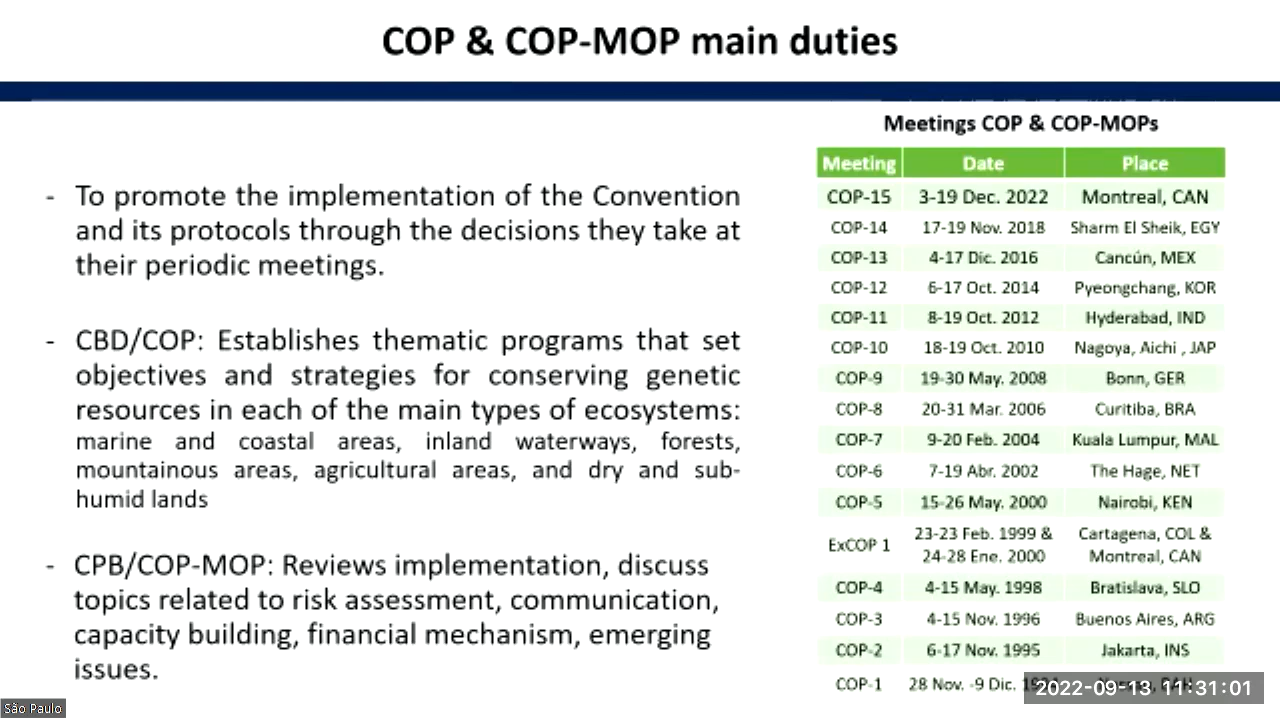 COP & COP-MOP main duties
- To promote the implementation of the Convention
and its protocols through the decisions they take at
their periodic meetings.
- CBD/COP: Establishes thematic programs that set
objectives and strategies for conserving genetic
resources in each of the main types of ecosystems:
marine and coastal areas, inland waterways, forests,
mountainous areas, agricultural areas, and dry and sub-
humid lands
- CPB/COP-MOP: Reviews implementation, discuss
topics related to risk assessment, communication,
capacity building, financial mechanism, emerging
issues.
Meetings COP & COP-MOPs
Meeting Date Place
COP-15 3-19 Dec. 2022 Montreal, CAN
COP-14 17-19 Nov. 2018 Sharm El Sheik, EGY
COP-13 4-17 Dic. 2016 Cancún, MEX
COP-12 6-17 Oct. 2014 Pyeongchang, KOR
COP-11 8-19 Oct. 2012 Hyderabad, IND
COP-10 18-19 Oct. 2010 Nagoya, Aichi , JAP
COP-9 19-30 May. 2008 Bonn, GER
COP-8 20-31 Mar. 2006 Curitiba, BRA
COP-7 9-20 Feb. 2004 Kuala Lumpur, MAL
COP-6 7-19 Abr. 2002 The Hage, NET
COP-5 15-26 May. 2000 Nairobi, KEN
ExCOP 1 23-23 Feb. 1999 & Cartagena, COL &
24-28 Ene. 2000 Montreal, CAN
COP-4 4-15 May. 1998 Bratislava, SLO
COP-3 4-15 Nov. 1996 Buenos Aires, ARG
COP-2 6-17 Nov. 1995 Jakarta, INS
COP-1 28 Nov. -9 Dic.
2022-09-13 11:31:01
São Paulo